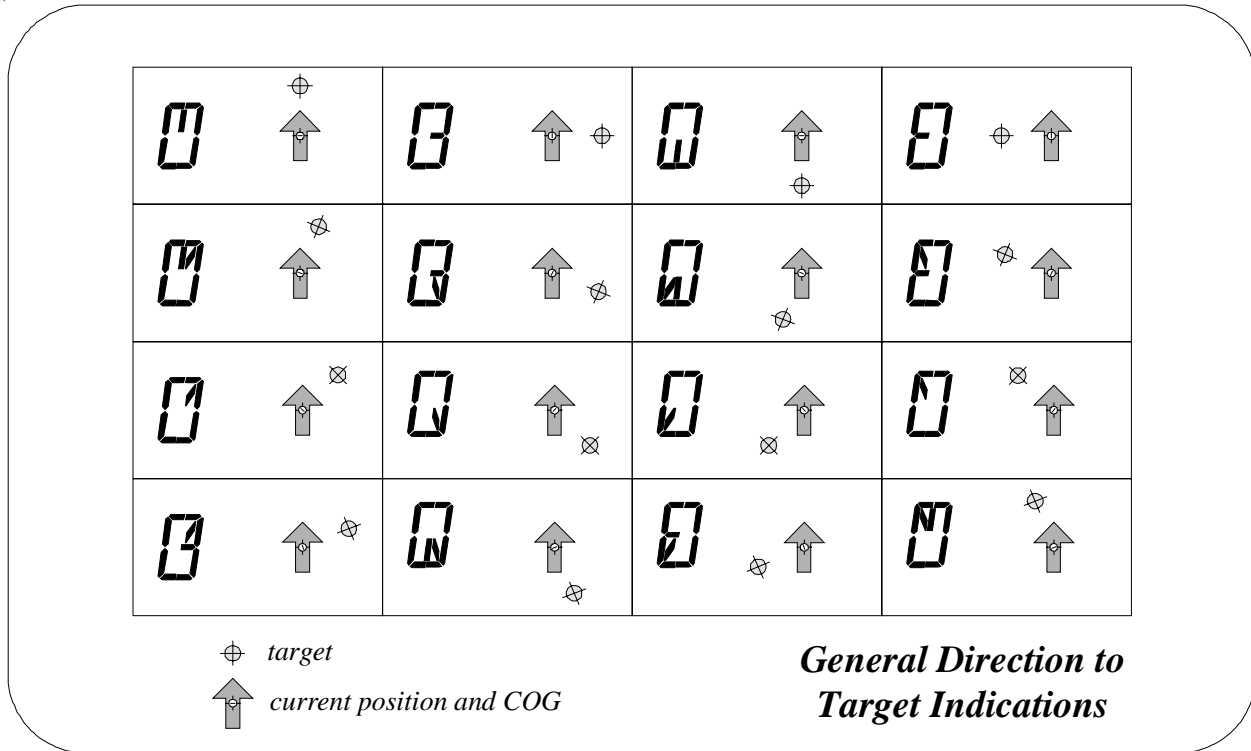 target
current position and COG
General Direction to
Target Indications